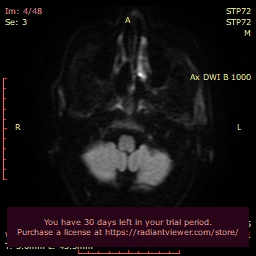 Im: 4/48
Se: 3
A
STP72
STP72
M
Ax DWI B 1000
R
L
You have 30 days left in your trial period.
Purchase a license at https://radiantviewer.com/store/